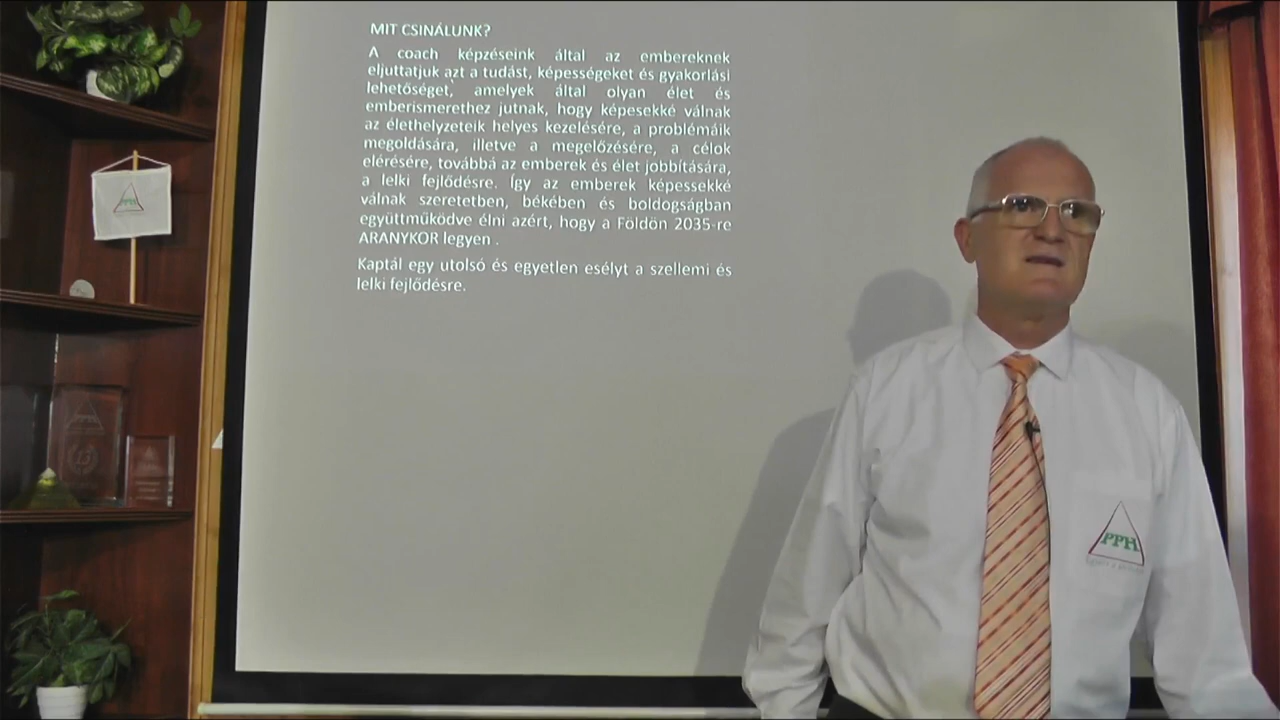 MIT CSINÁLUNK?
A coach képzéseink által az embereknek
eljuttatjuk azt a tudást, képességeket és gyakorlási
lehetőséget, amelyek által olyan élet és
emberismerethez jutnak, hogy képesekké válnak
az élethelyzeteik helyes kezelésére, a problémáik
megoldására, illetve a megelőzésére, a célok
elérésére, továbbá az emberek és élet jobbítására,
a lelki fejlődésre. Így az emberek képessekké
válnak szeretetben, békében és boldogságban
együttműködve élni azért, hogy a Földön 2035-re
ARANYKOR legyen .
Kaptál egy utolsó és egyetlen esélyt a szellemi és
lelki fejlődésre.
PPH
PPH
PPH
13